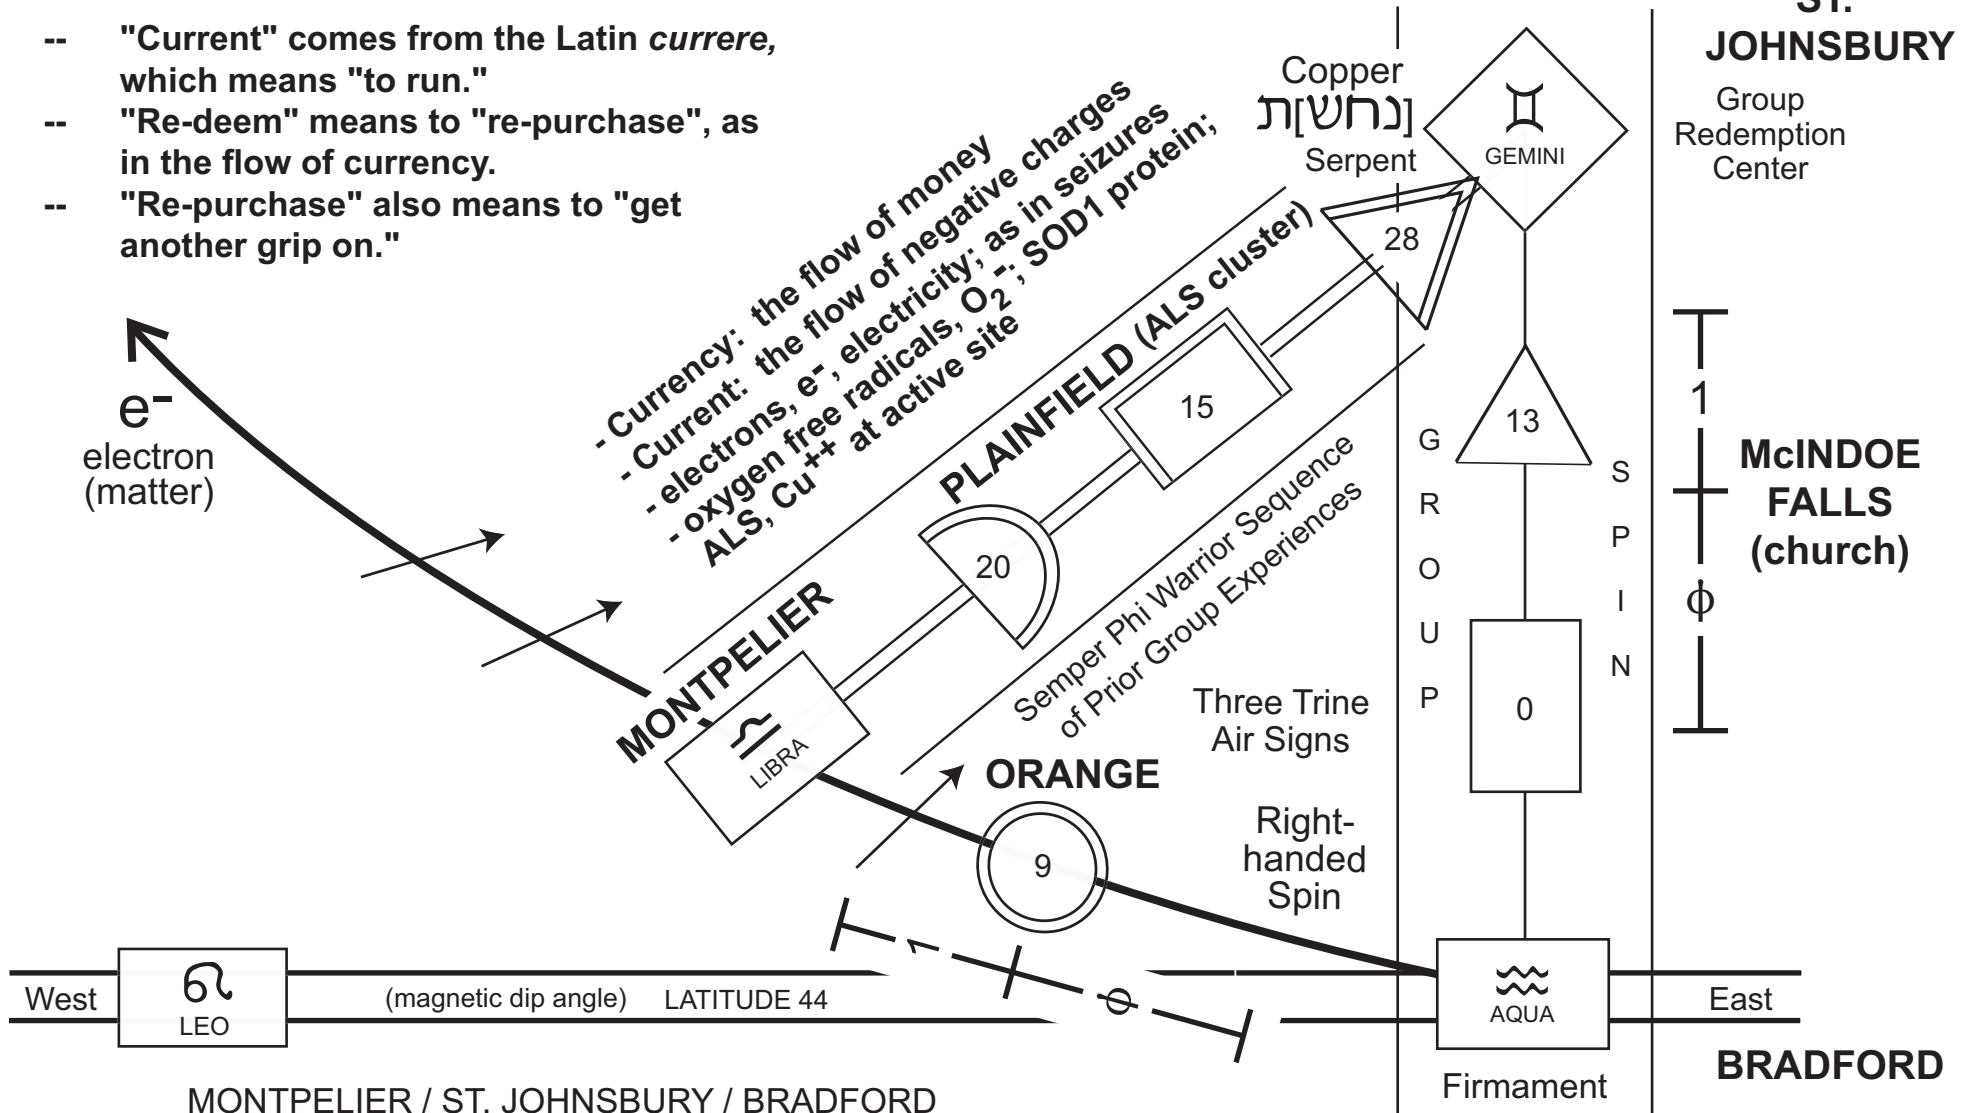 -- "Current" comes from the Latin currere,
which means "to run."
-- "Re-deem" means to "re-purchase", as
in the flow of currency.
-- "Re-purchase" also means to "get
another grip on."
e-
electron
(matter)
- Currency: the flow of money
- Current: the flow of negative charges
- electrons, e-, electricity; as in seizures
- oxygen free radicals, O2-; SOD1 protein;
ALS, Cu++ at active site
PLAINFIELD (ALS cluster)
MONTPELIER
♎
LIBRA
20
15
28
Semper Phi Warrior Sequence
of Prior Group Experiences
Copper
נחש[ת]
Serpent
♊
GEMINI
ST.
JOHNSBURY
Group
Redemption
Center
13
0
GROUP
SPIN
1
ϕ
McINDOE
FALLS
(church)
Three Trine
Air Signs
ORANGE
9
Right-
handed
Spin
1
ϕ
West
♌
LEO
(magnetic dip angle) LATITUDE 44
♒
AQUA
East
Firmament
BRADFORD
MONTPELIER / ST. JOHNSBURY / BRADFORD